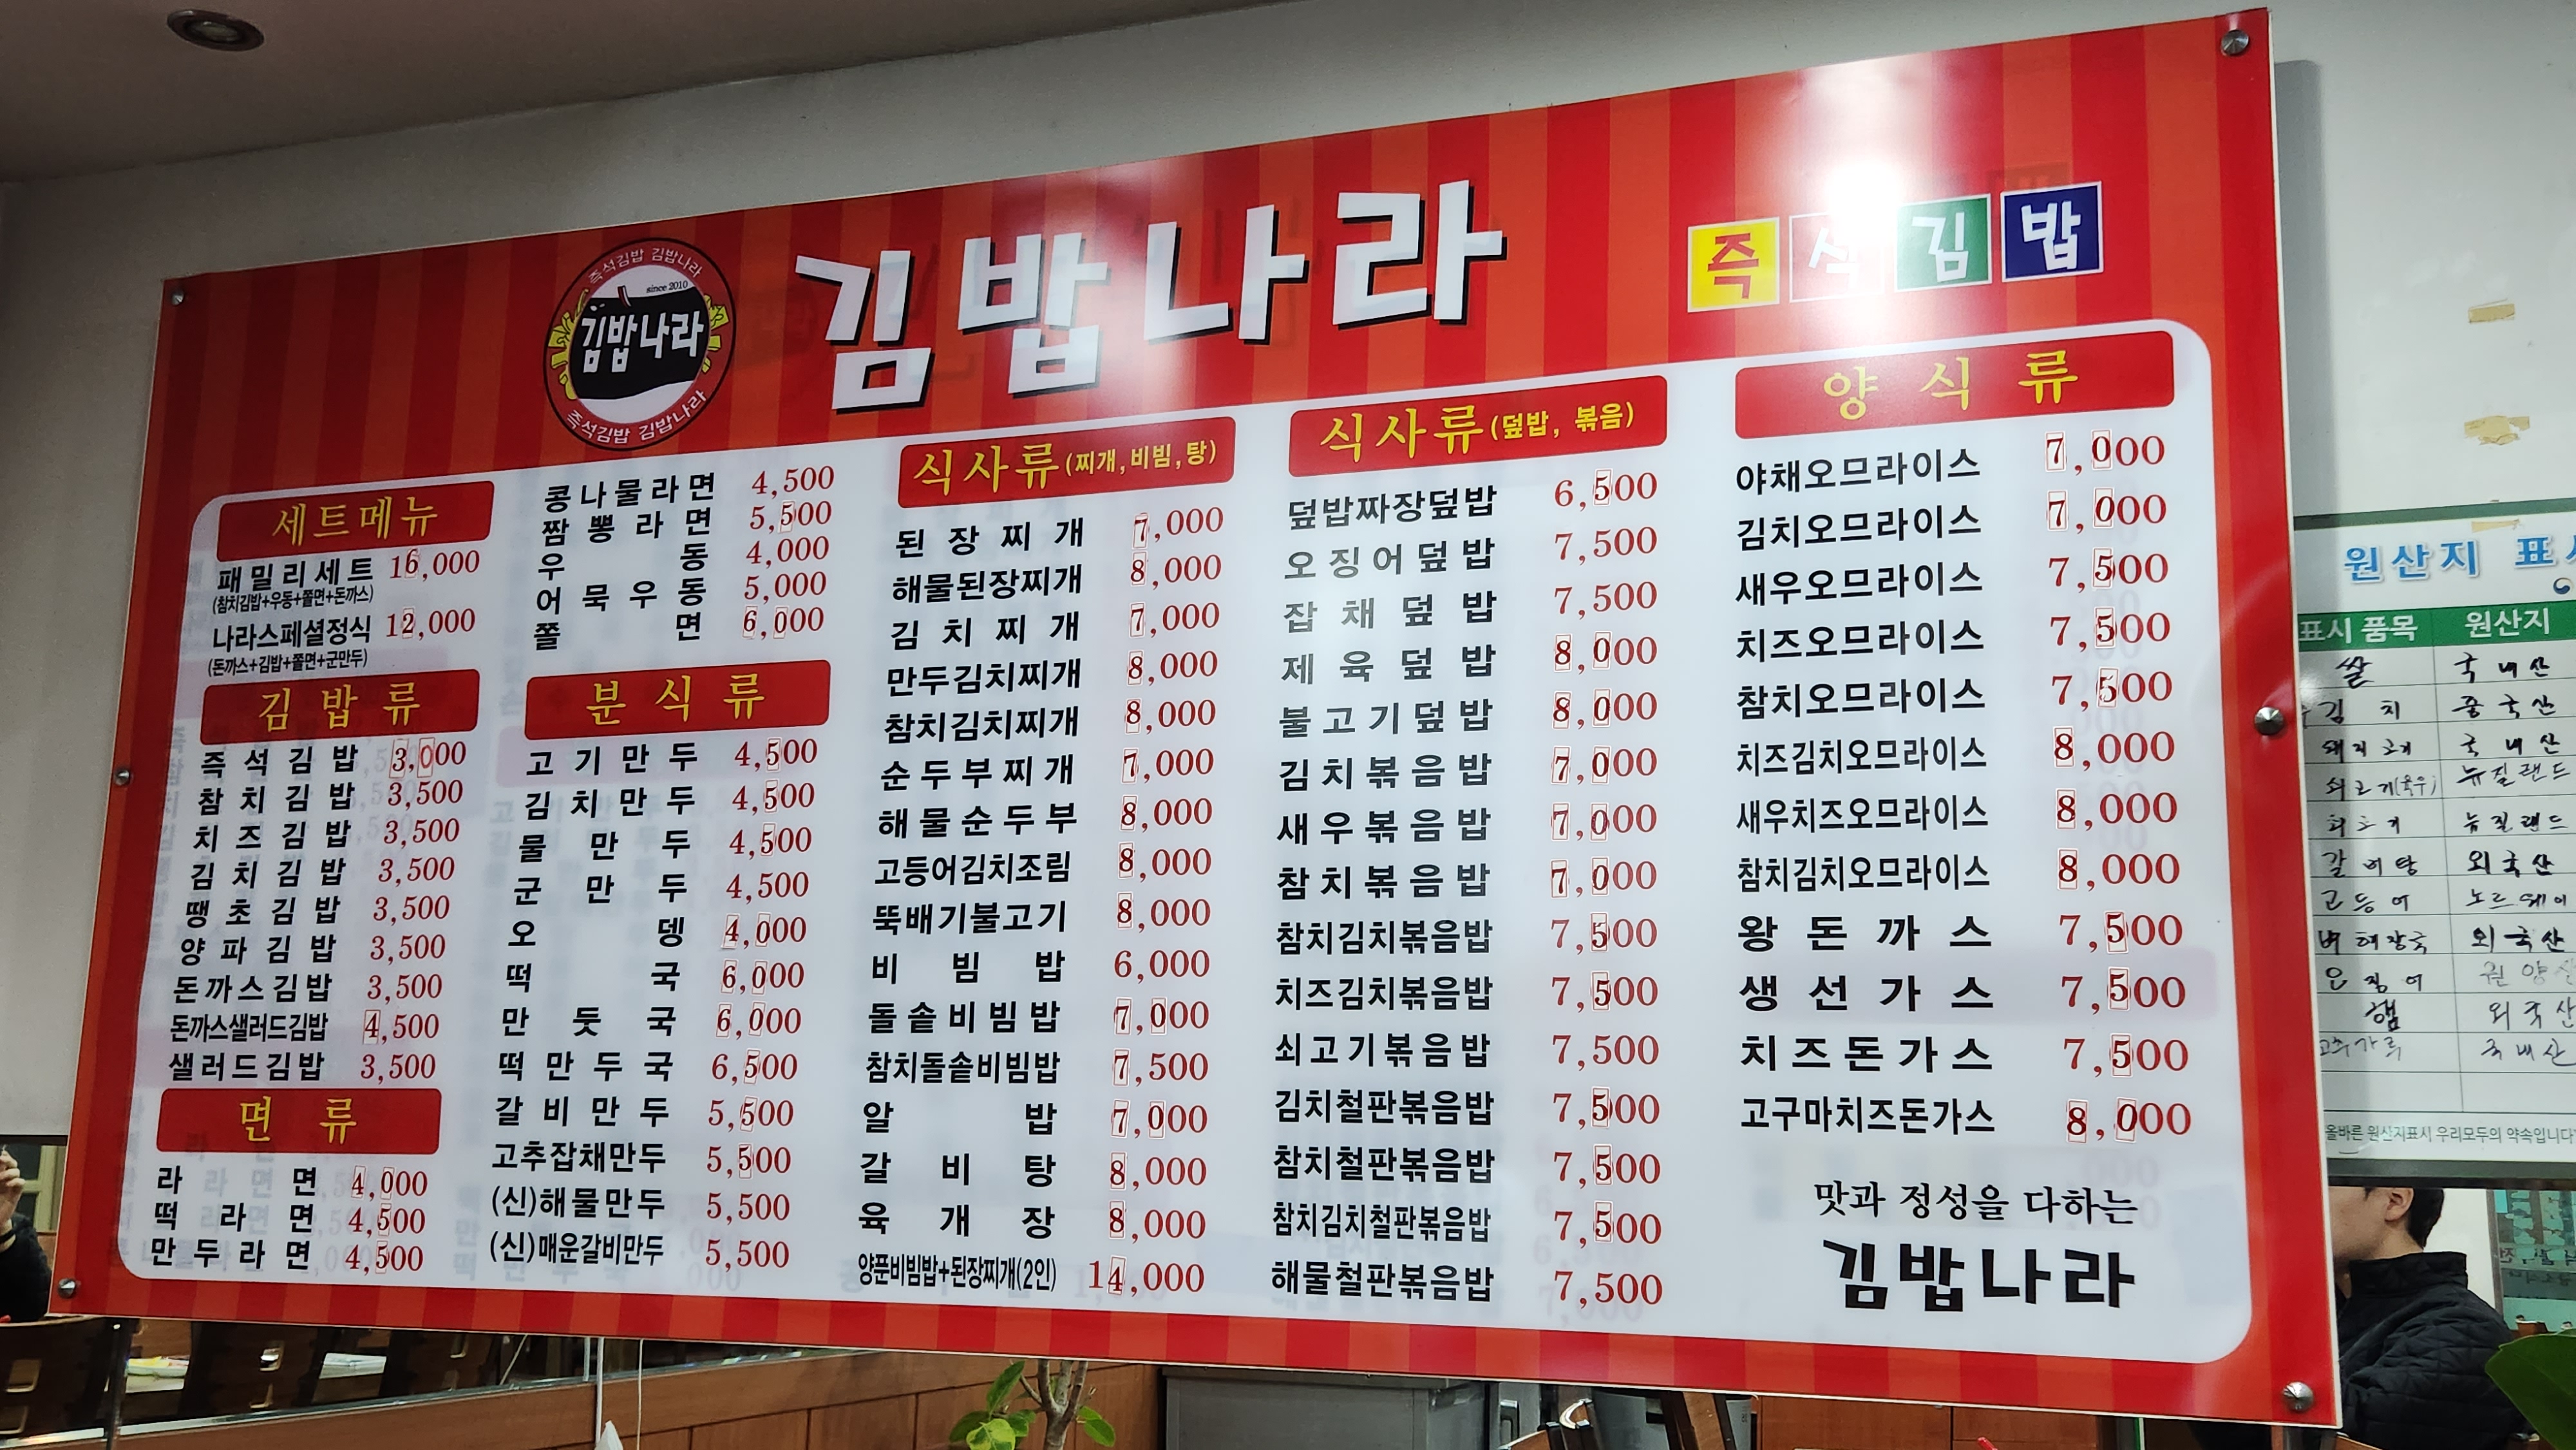 즉석김밥 김밥나라
since 2010
김밥나라
즉석김밥 김밥나라
김밥나라
즉석김밥
세트메뉴
패밀리세트 16,000
(참치김밥+우동+쫄면+돈까스)
나라스페셜정식 12,000
(돈까스+김밥+쫄면+군만두)
김밥류
즉석김밥 3,000
참치김밥 3,500
치즈김밥 3,500
김치김밥 3,500
땡초김밥 3,500
양파김밥 3,500
돈까스김밥 3,500
돈까스샐러드김밥 4,500
샐러드김밥 3,500
면류
라면 4,000
떡라면 4,500
만두라면 4,500
콩나물라면 4,500
짬뽕라면 5,500
우동 4,000
어묵우동 5,000
쫄면 6,000
분식류
고기만두 4,500
김치만두 4,500
물만두 4,500
군만두 4,500
오뎅 4,000
떡국 6,000
만둣국 6,000
떡만두국 6,500
갈비만두 5,500
고추잡채만두 5,500
(신)해물만두 5,500
(신)매운갈비만두 5,500
식사류(찌개,비빔,탕)
된장찌개 7,000
해물된장찌개 8,000
김치찌개 7,000
만두김치찌개 8,000
참치김치찌개 8,000
순두부찌개 7,000
해물순두부 8,000
고등어김치조림 8,000
뚝배기불고기 8,000
비빔밥 6,000
돌솥비빔밥 7,000
참치돌솥비빔밥 7,500
알밥 7,000
갈비탕 8,000
육개장 8,000
양푼비빔밥+된장찌개(2인) 14,000
식사류(덮밥, 볶음)
덮밥짜장덮밥 6,500
오징어덮밥 7,500
잡채덮밥 7,500
제육덮밥 8,000
불고기덮밥 8,000
김치볶음밥 7,000
새우볶음밥 7,000
참치볶음밥 7,000
참치김치볶음밥 7,500
치즈김치볶음밥 7,500
쇠고기볶음밥 7,500
김치철판볶음밥 7,500
참치철판볶음밥 7,500
참치김치철판볶음밥 7,500
해물철판볶음밥 7,500
양식류
야채오므라이스 7,000
김치오므라이스 7,000
새우오므라이스 7,500
치즈오므라이스 7,500
참치오므라이스 7,500
치즈김치오므라이스 8,000
새우치즈오므라이스 8,000
참치김치오므라이스 8,000
왕돈까스 7,500
생선가스 7,500
치즈돈가스 7,500
고구마치즈돈가스 8,000
맛과 정성을 다하는
김밥나라
원산지
표시 품목 원산지
쌀 국내산
김치 중국산
돼지고기 국내산
쇠고기(육우) 뉴질랜드
뉴질랜드
갈비탕 외국산
고등어 노르웨이
외국산
오징어
햄 외국산
고추가루 국내산
올바른 원산지표시 우리모두의 약속입니다